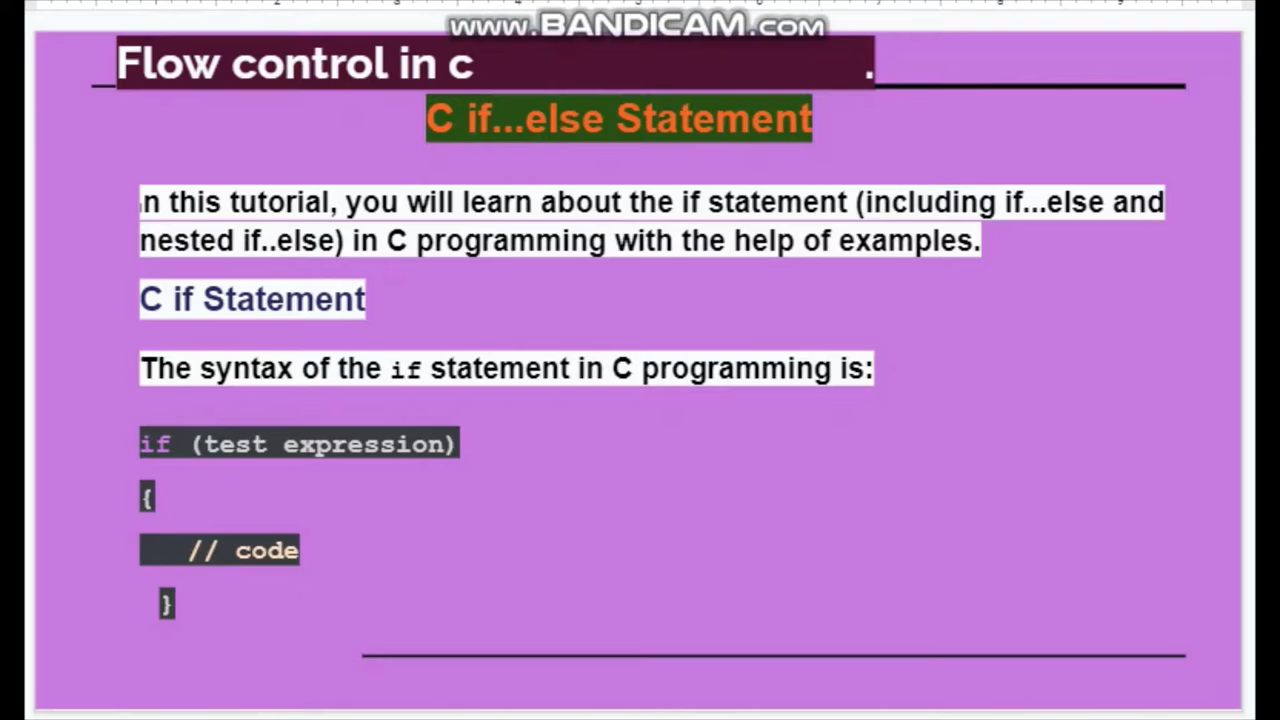 www.BANDICAM.com
Flow control in c .
C if...else Statement
n this tutorial, you will learn about the if statement (including if...else and
nested if..else) in C programming with the help of examples.
C if Statement
The syntax of the if statement in C programming is:
if (test expression)
{
// code
}